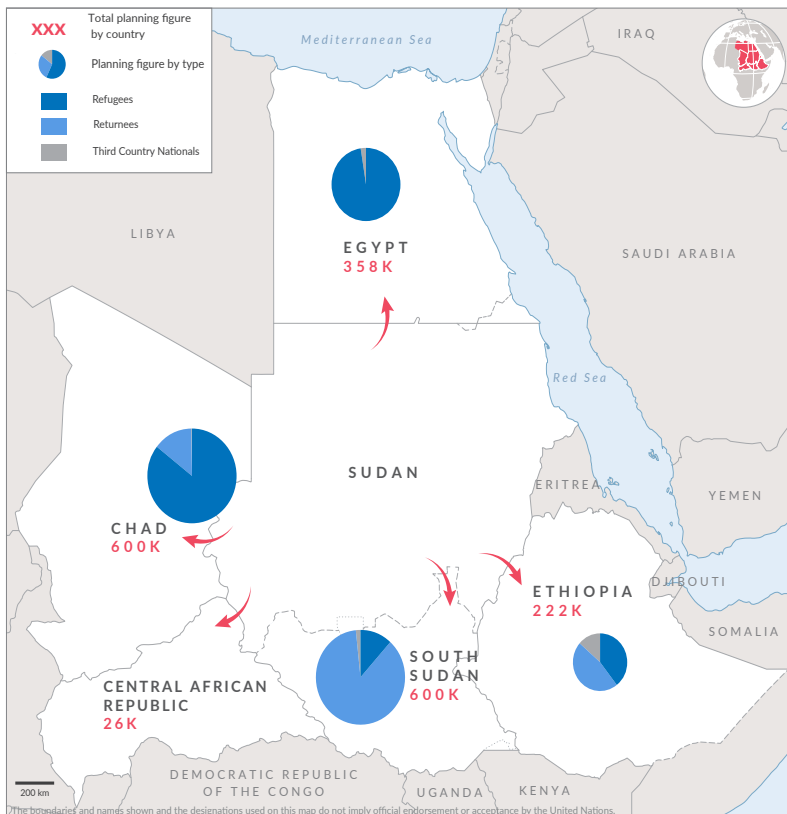 XXX
Total planning figure
by country
Planning figure by type
Refugees
Returnees
Third Country Nationals
Mediterranean Sea
IRAQ
LIBYA
EGYPT
358K
SAUDI ARABIA
Red Sea
SUDAN
ERITREA
YEMEN
CHAD
600K
ETHIOPIA
222K
DJIBOUTI
SOMALIA
SOUTH
SUDAN
600K
CENTRAL AFRICAN
REPUBLIC
26K
DEMOCRATIC REPUBLIC
OF THE CONGO
UGANDA
KENYA
200 km
The boundaries and names shown and the designations used on this map do not imply official endorsement or acceptance by the United Nations.